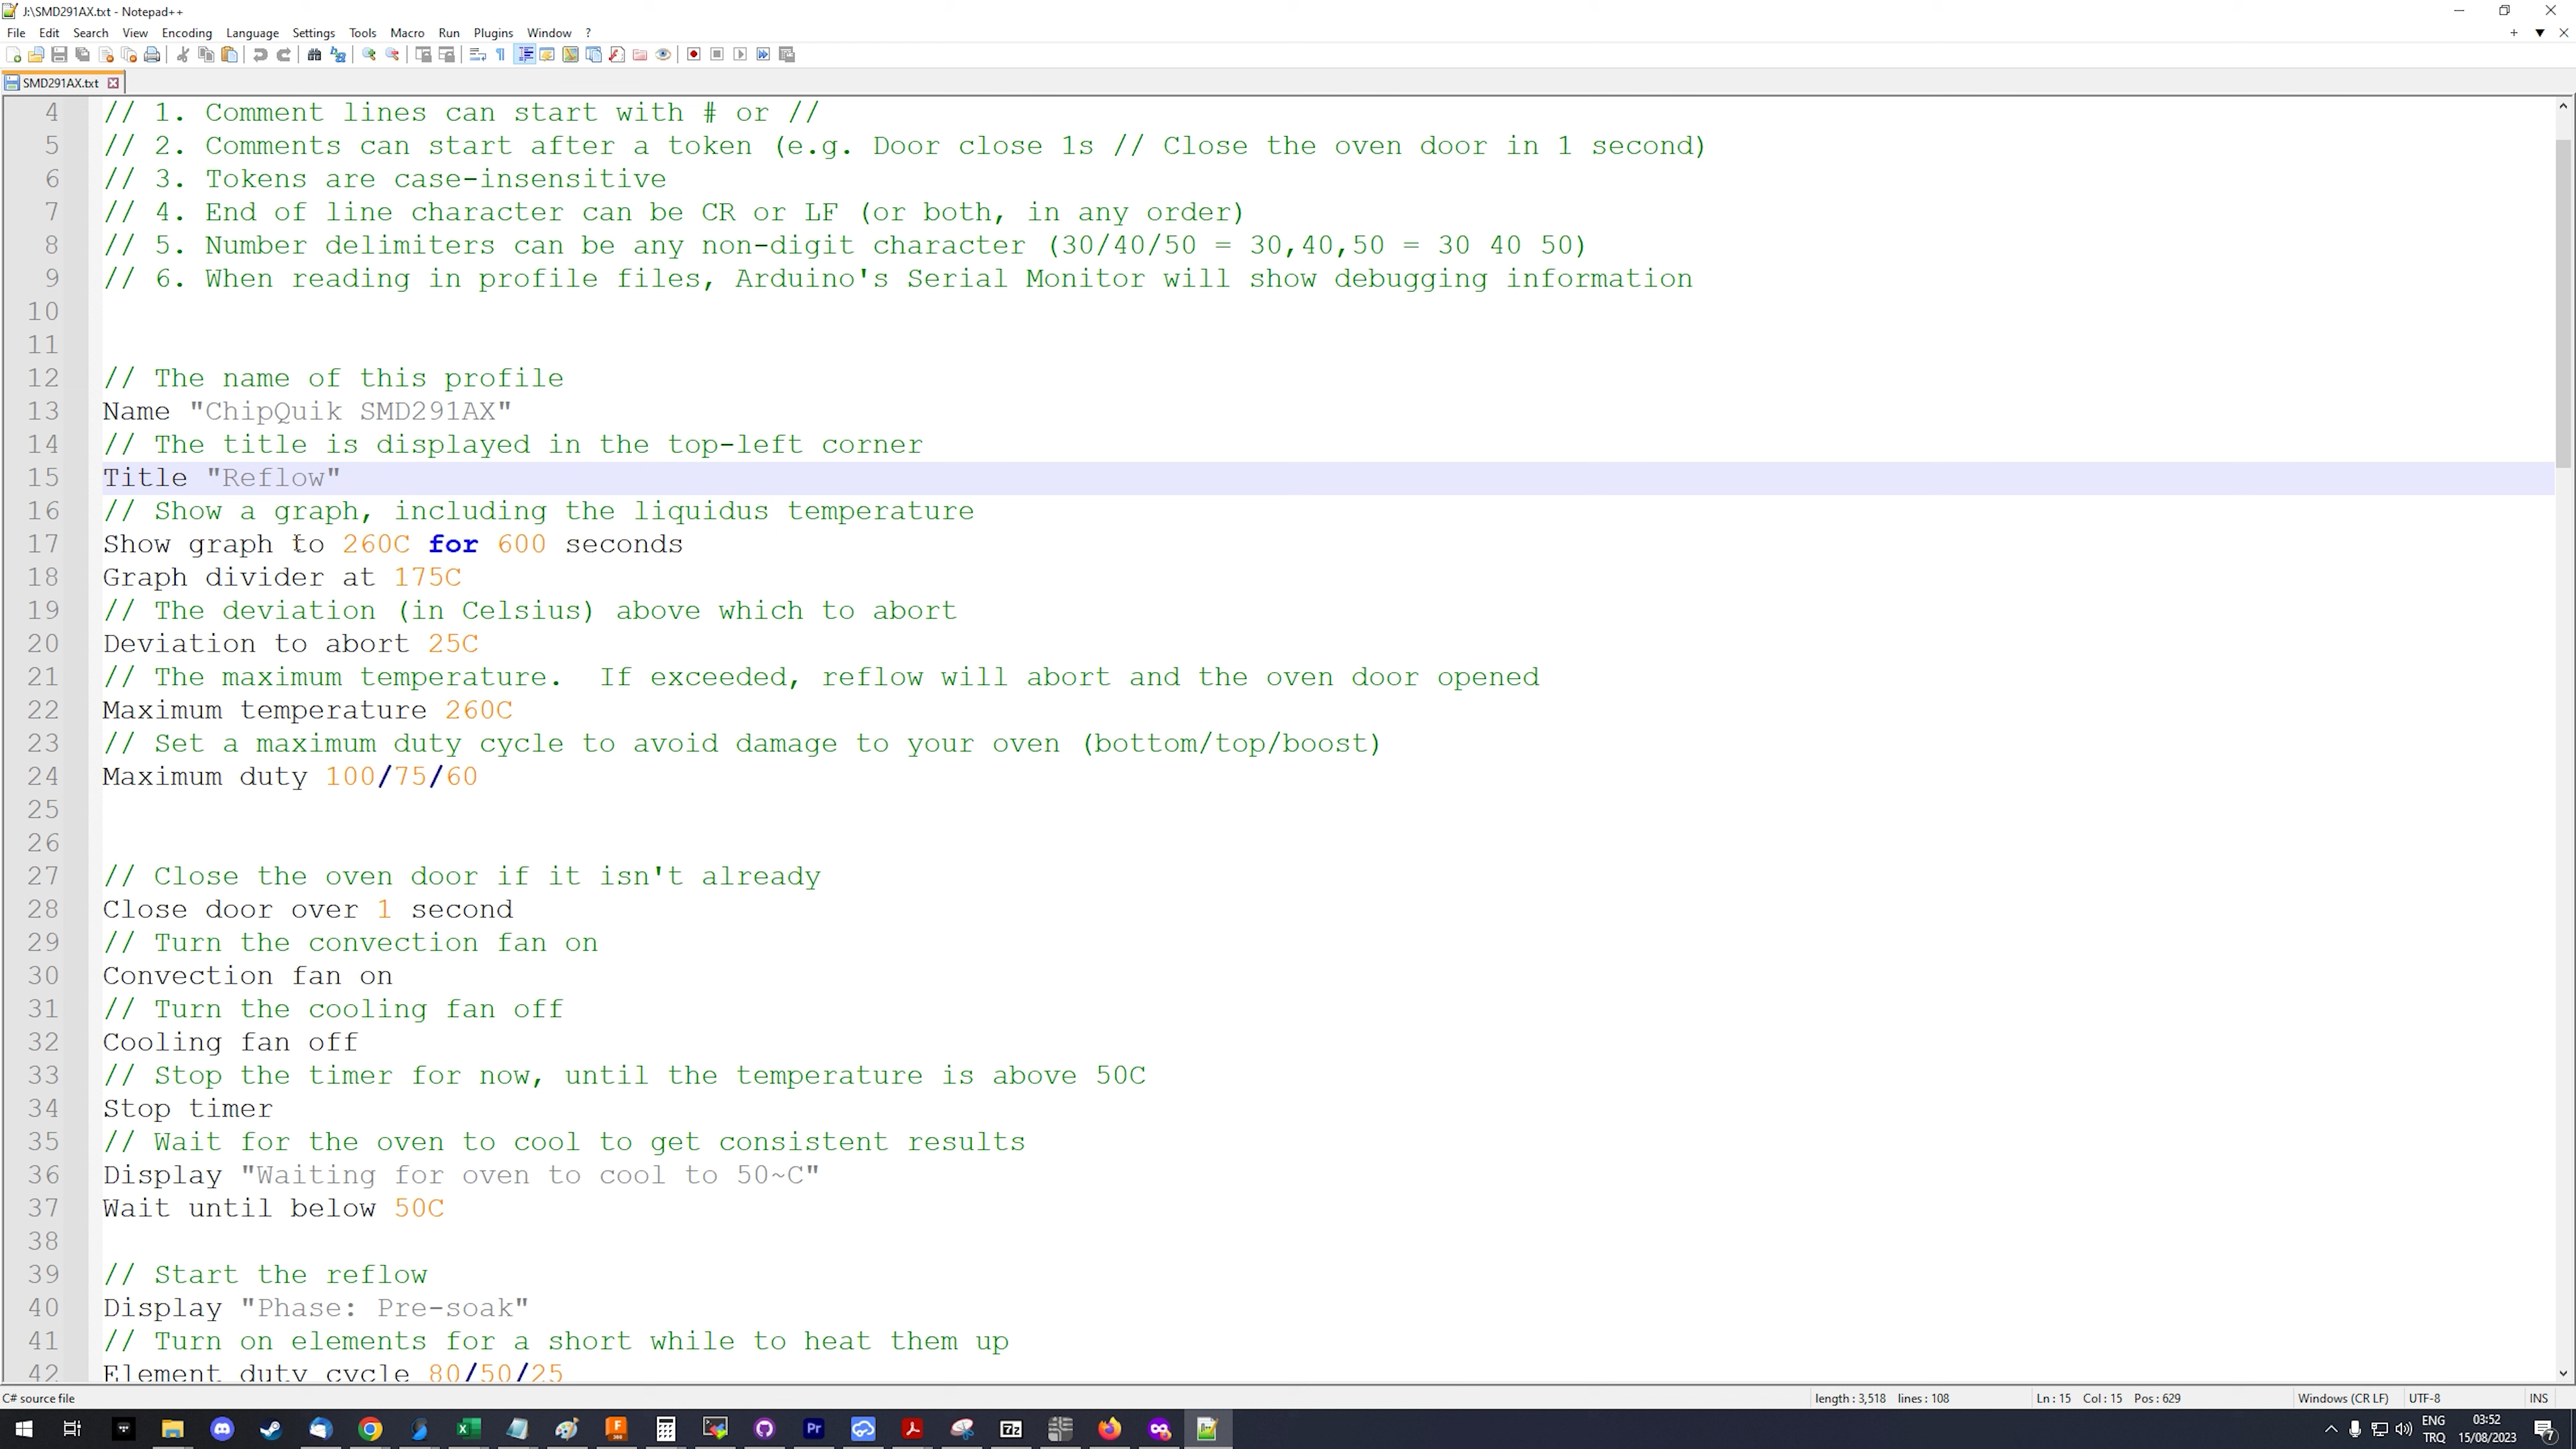 J:\SMD291AX.txt - Notepad++
File Edit Search View Encoding Language Settings Tools Macro Run Plugins Window ?
SMD291AX.txt
4 // 1. Comment lines can start with # or //
5 // 2. Comments can start after a token (e.g. Door close 1s // Close the oven door in 1 second)
6 // 3. Tokens are case-insensitive
7 // 4. End of line character can be CR or LF (or both, in any order)
8 // 5. Number delimiters can be any non-digit character (30/40/50 = 30,40,50 = 30 40 50)
9 // 6. When reading in profile files, Arduino's Serial Monitor will show debugging information
10
11
12 // The name of this profile
13 Name "ChipQuik SMD291AX"
14 // The title is displayed in the top-left corner
15 Title "Reflow"
16 // Show a graph, including the liquidus temperature
17 Show graph to 260C for 600 seconds
18 Graph divider at 175C
19 // The deviation (in Celsius) above which to abort
20 Deviation to abort 25C
21 // The maximum temperature.  If exceeded, reflow will abort and the oven door opened
22 Maximum temperature 260C
23 // Set a maximum duty cycle to avoid damage to your oven (bottom/top/boost)
24 Maximum duty 100/75/60
25
26
27 // Close the oven door if it isn't already
28 Close door over 1 second
29 // Turn the convection fan on
30 Convection fan on
31 // Turn the cooling fan off
32 Cooling fan off
33 // Stop the timer for now, until the temperature is above 50C
34 Stop timer
35 // Wait for the oven to cool to get consistent results
36 Display "Waiting for oven to cool to 50~C"
37 Wait until below 50C
38
39 // Start the reflow
40 Display "Phase: Pre-soak"
41 // Turn on elements for a short while to heat them up
42 Element duty cycle 80/50/25
C# source file length : 3,518 lines : 108 Ln : 15 Col : 15 Pos : 629 Windows (CR LF) UTF-8 INS
Pr 7z ENG TRQ 03:52 15/08/2023 7